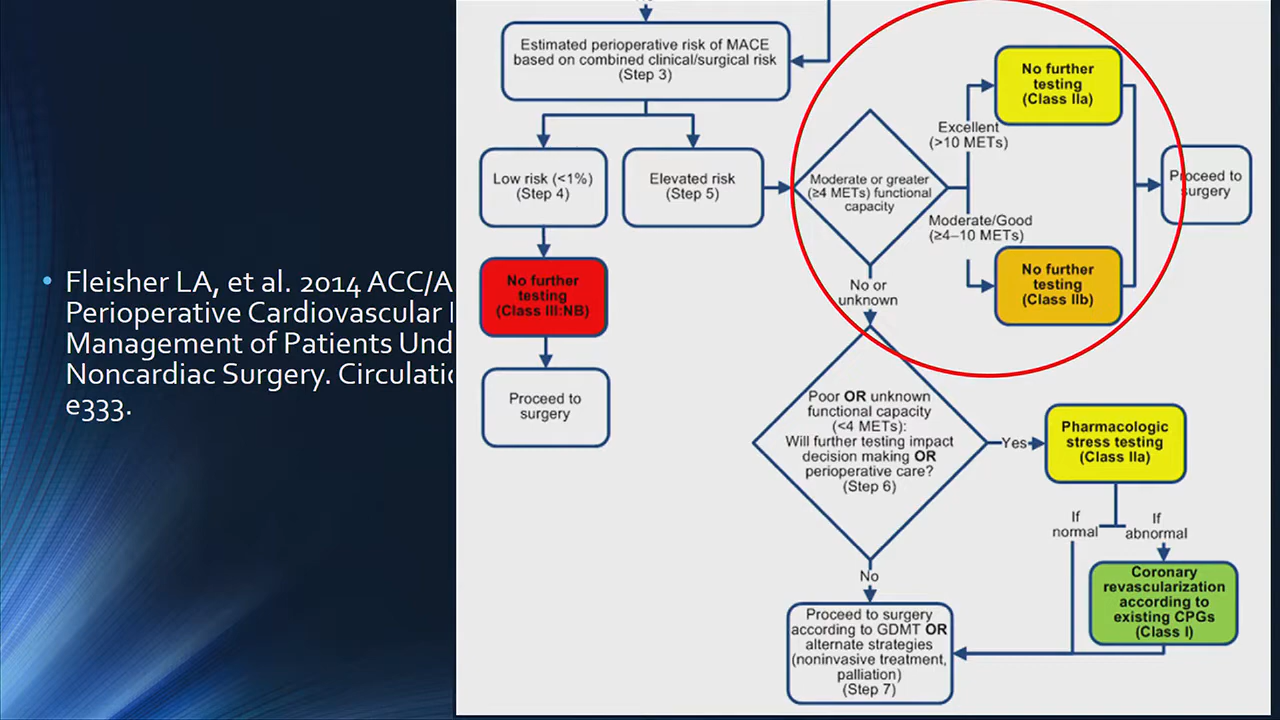 • Fleisher LA, et al. 2014 ACC/A
Perioperative Cardiovascular
Management of Patients Und
Noncardiac Surgery. Circulatio
e333.
Estimated perioperative risk of MACE
based on combined clinical/surgical risk
(Step 3)
Low risk (<1%)
(Step 4)
Elevated risk
(Step 5)
Moderate or greater
(≥4 METs) functional
capacity
Excellent
(>10 METs)
No further
testing
(Class IIa)
Moderate/Good
(≥4–10 METs)
No further
testing
(Class IIb)
Proceed to
surgery
No further
testing
(Class III:NB)
Proceed to
surgery
No or
unknown
Poor OR unknown
functional capacity
(<4 METs):
Will further testing impact
decision making OR
perioperative care?
(Step 6)
Yes
Pharmacologic
stress testing
(Class IIa)
If
normal
If
abnormal
Coronary
revascularization
according to
existing CPGs
(Class I)
No
Proceed to surgery
according to GDMT OR
alternate strategies
(noninvasive treatment,
palliation)
(Step 7)